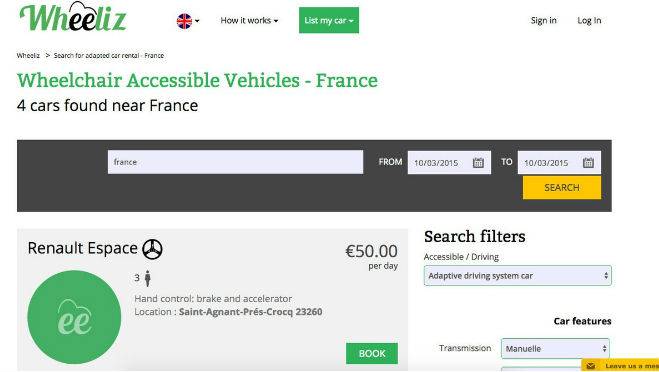 Wheeliz
How it works
List my car
Sign in
Log In
Wheeliz > Search for adapted car rental - France
Wheelchair Accessible Vehicles - France
4 cars found near France
france
FROM
10/03/2015
TO
10/03/2015
SEARCH
Renault Espace
€50.00
per day
3
Hand control: brake and accelerator
Location : Saint-Agnant-Prés-Crocq 23260
ee
BOOK
Search filters
Accessible / Driving
Adaptive driving system car
Car features
Transmission
Manuelle
Leave us a mes